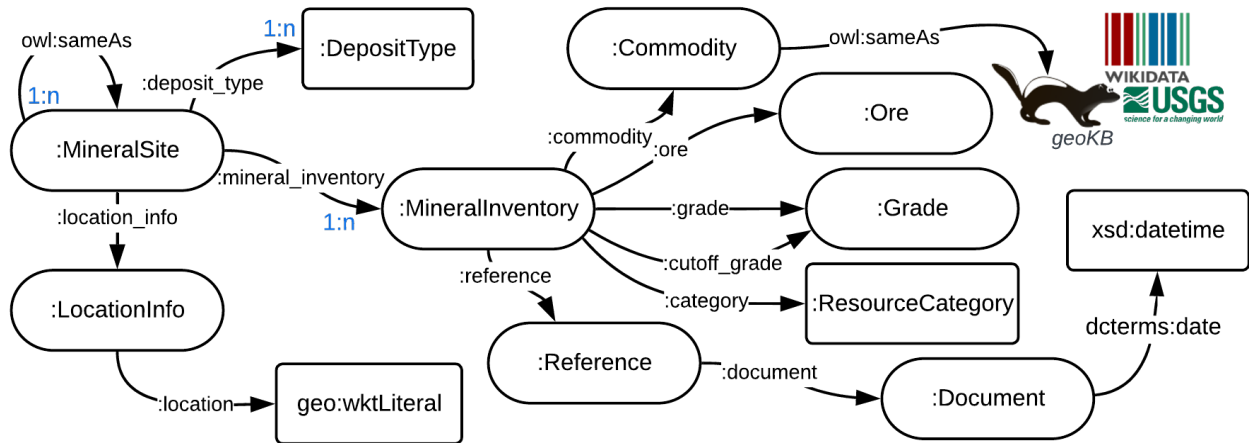 owl:sameAs
1:n
:MineralSite
:deposit_type
1:n
:DepositType
:mineral_inventory
1:n
:location_info
:LocationInfo
:location
geo:wktLiteral
:MineralInventory
:commodity
:Commodity
owl:sameAs
WIKIDATA
USGS
science for a changing world
geoKB
:ore
:Ore
:grade
:Grade
:cutoff_grade
:category
:ResourceCategory
:reference
:Reference
:document
:Document
dcterms:date
xsd:datetime